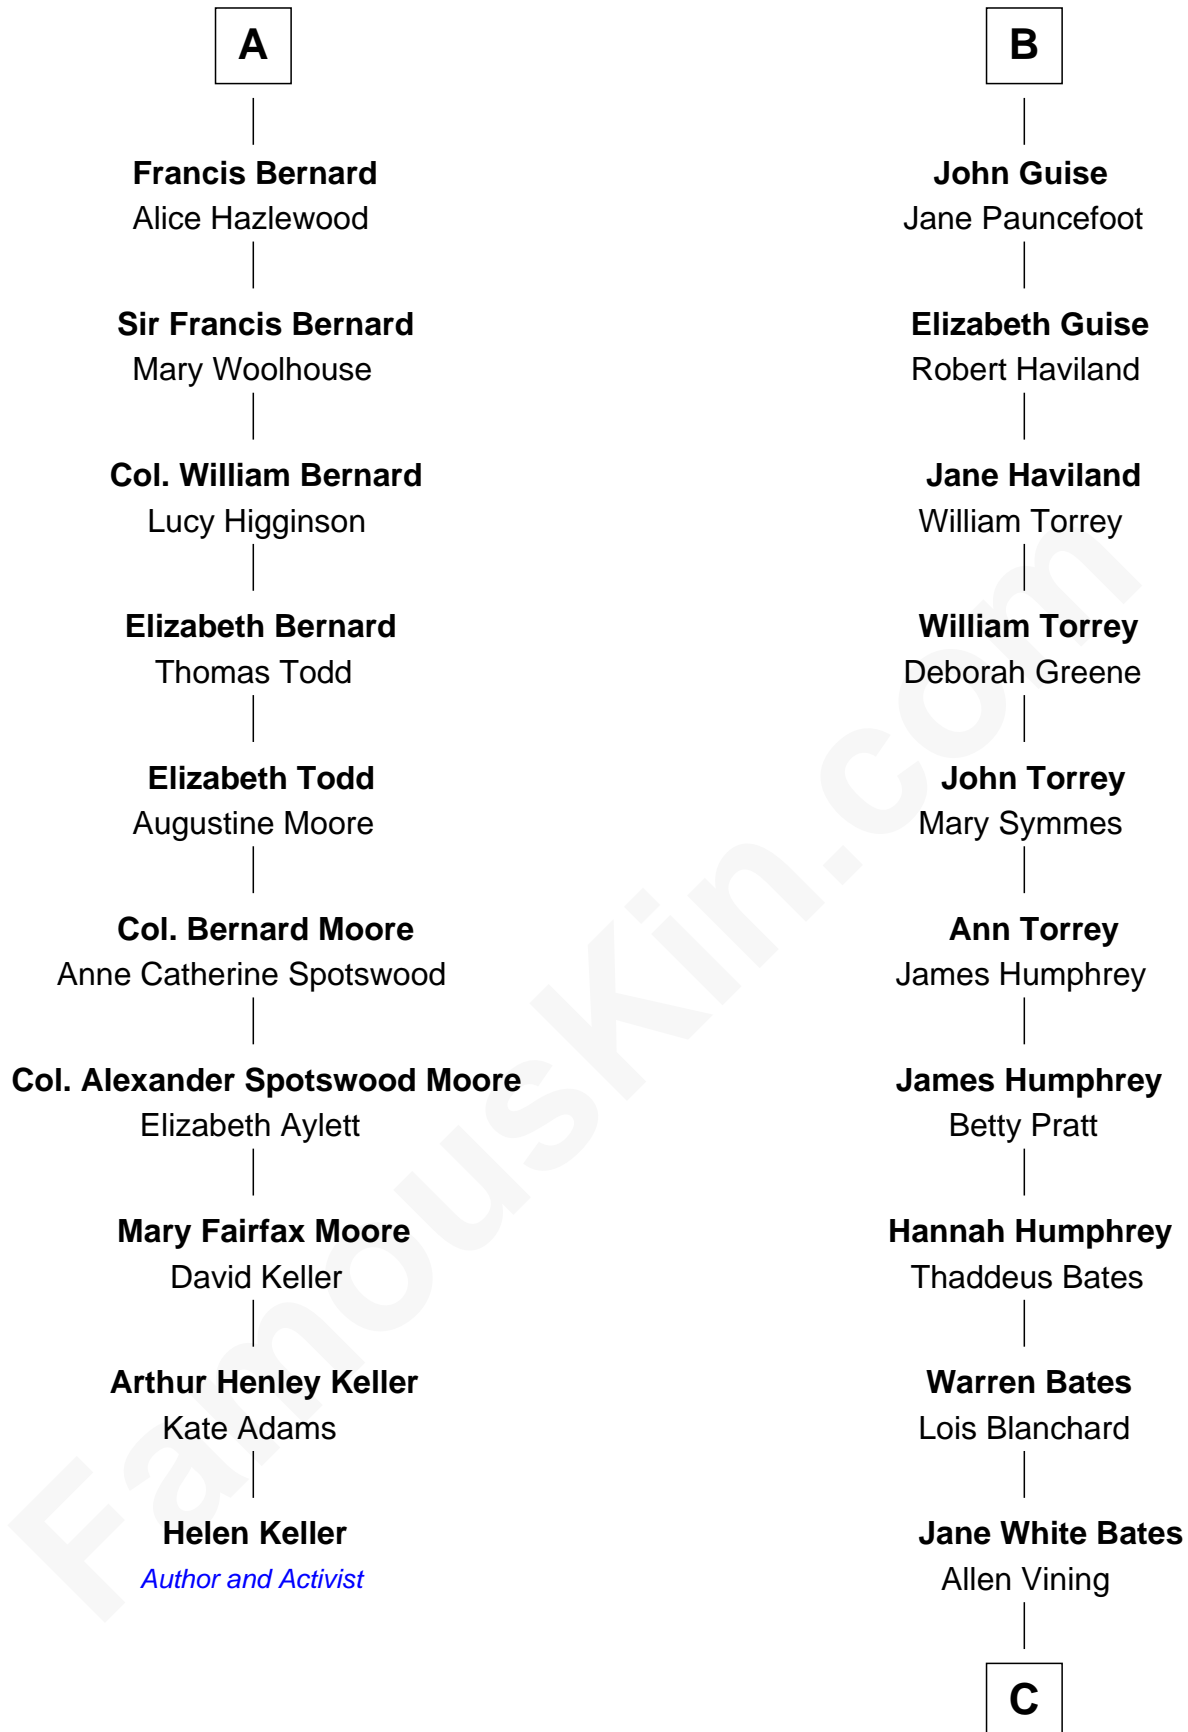 A
Francis Bernard
Alice Hazlewood
Sir Francis Bernard
Mary Woolhouse
Col. William Bernard
Lucy Higginson
Elizabeth Bernard
Thomas Todd
Elizabeth Todd
Augustine Moore
Col. Bernard Moore
Anne Catherine Spotswood
Col. Alexander Spotswood Moore
Elizabeth Aylett
Mary Fairfax Moore
David Keller
Arthur Henley Keller
Kate Adams
Helen Keller
Author and Activist
B
John Guise
Jane Pauncefoot
Elizabeth Guise
Robert Haviland
Jane Haviland
William Torrey
William Torrey
Deborah Greene
John Torrey
Mary Symmes
Ann Torrey
James Humphrey
James Humphrey
Betty Pratt
Hannah Humphrey
Thaddeus Bates
Warren Bates
Lois Blanchard
Jane White Bates
Allen Vining
C
FamousKin.com